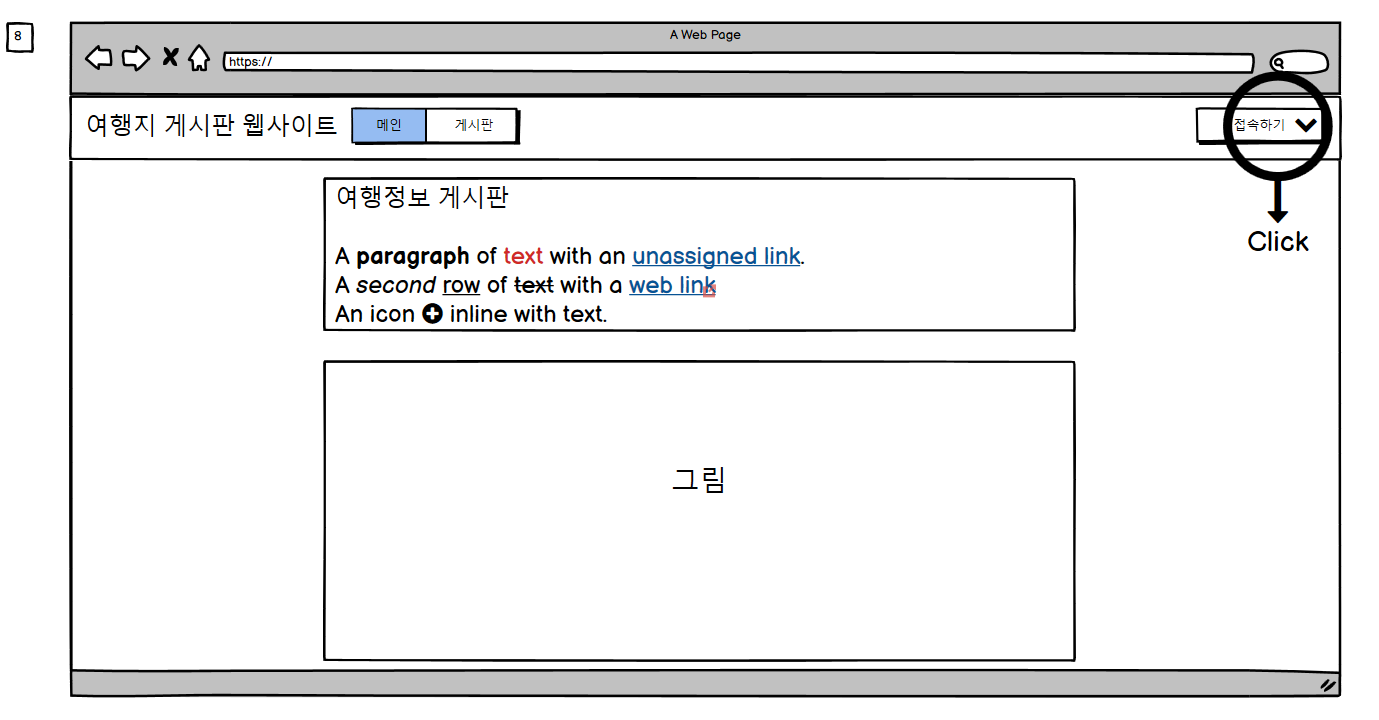 8
A Web Page
https://
여행지 게시판 웹사이트 메인 게시판 접속하기
Click
여행정보 게시판
A paragraph of text with an unassigned link.
A second row of text with a web link
An icon inline with text.
그림